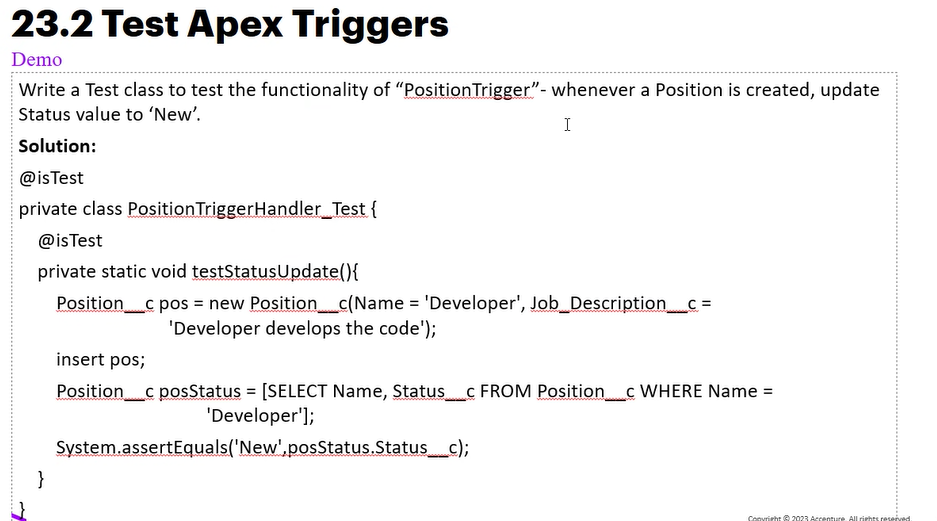 23.2 Test Apex Triggers
Demo
Write a Test class to test the functionality of “PositionTrigger”- whenever a Position is created, update
Status value to ‘New’.
Solution:
@isTest
private class PositionTriggerHandler_Test {
@isTest
private static void testStatusUpdate(){
Position__c pos = new Position__c(Name = 'Developer', Job_Description__c =
'Developer develops the code');
insert pos;
Position__c posStatus = [SELECT Name, Status__c FROM Position__c WHERE Name =
'Developer'];
System.assertEquals('New',posStatus.Status__c);
}
}
Copyright © 2023 Accenture. All rights reserved.